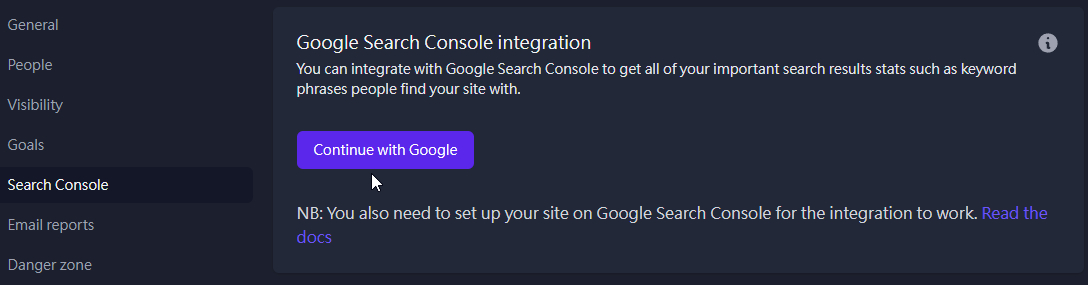 General
People
Visibility
Goals
Search Console
Email reports
Danger zone
Google Search Console integration
You can integrate with Google Search Console to get all of your important search results stats such as keyword
phrases people find your site with.
Continue with Google
NB: You also need to set up your site on Google Search Console for the integration to work. Read the
docs